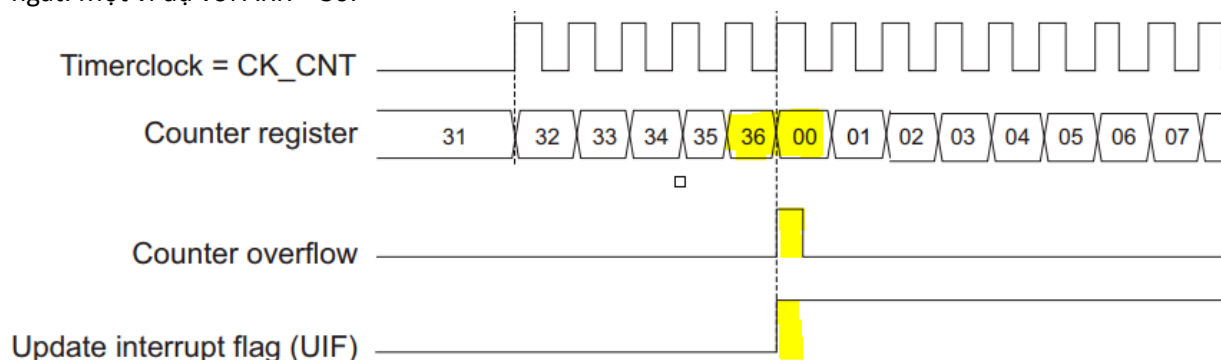 Timerclock = CK_CNT
Counter register 31 32 33 34 35 36 00 01 02 03 04 05 06 07
Counter overflow
Update interrupt flag (UIF)